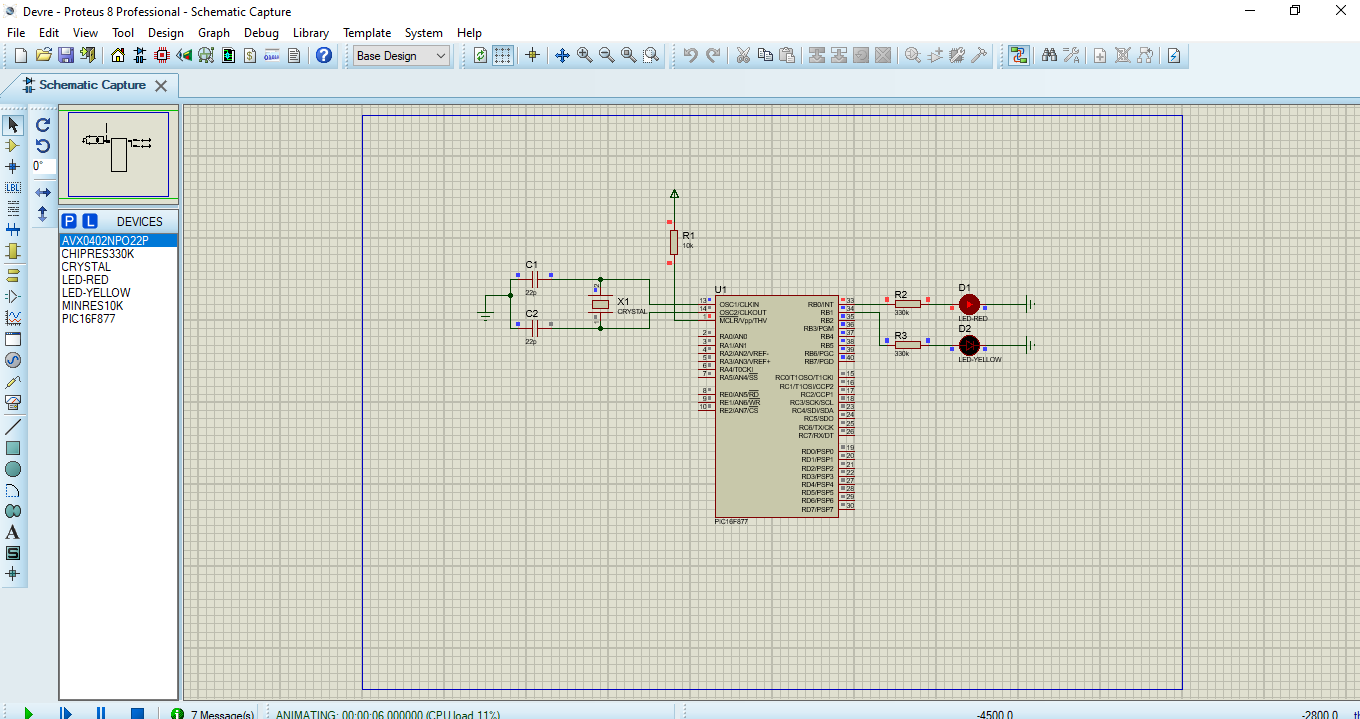 Devre - Proteus 8 Professional - Schematic Capture
File Edit View Tool Design Graph Debug Library Template System Help
Base Design
Schematic Capture
0°
LBL
P L DEVICES
AVX0402NPO22P
CHIPRES330K
CRYSTAL
LED-RED
LED-YELLOW
MINRES10K
PIC16F877
R1
10k
C1
22p
X1
CRYSTAL
C2
22p
U1
13 OSC1/CLKIN
14 OSC2/CLKOUT
1 MCLR/Vpp/THV
2 RA0/AN0
3 RA1/AN1
4 RA2/AN2/VREF-
5 RA3/AN3/VREF+
6 RA4/T0CKI
7 RA5/AN4/SS
8 RE0/AN5/RD
9 RE1/AN6/WR
10 RE2/AN7/CS
RB0/INT 33
RB1 34
RB2 35
RB3/PGM 36
RB4 37
RB5 38
RB6/PGC 39
RB7/PGD 40
RC0/T1OSO/T1CKI 15
RC1/T1OSI/CCP2 16
RC2/CCP1 17
RC3/SCK/SCL 18
RC4/SDI/SDA 23
RC5/SDO 24
RC6/TX/CK 25
RC7/RX/DT 26
RD0/PSP0 19
RD1/PSP1 20
RD2/PSP2 21
RD3/PSP3 22
RD4/PSP4 27
RD5/PSP5 28
RD6/PSP6 29
RD7/PSP7 30
PIC16F877
R2
330k
D1
LED-RED
R3
330k
D2
LED-YELLOW
7 Message(s) ANIMATING: 00:00:06.000000 (CPU load 11%) -4500.0 -2800.0 th